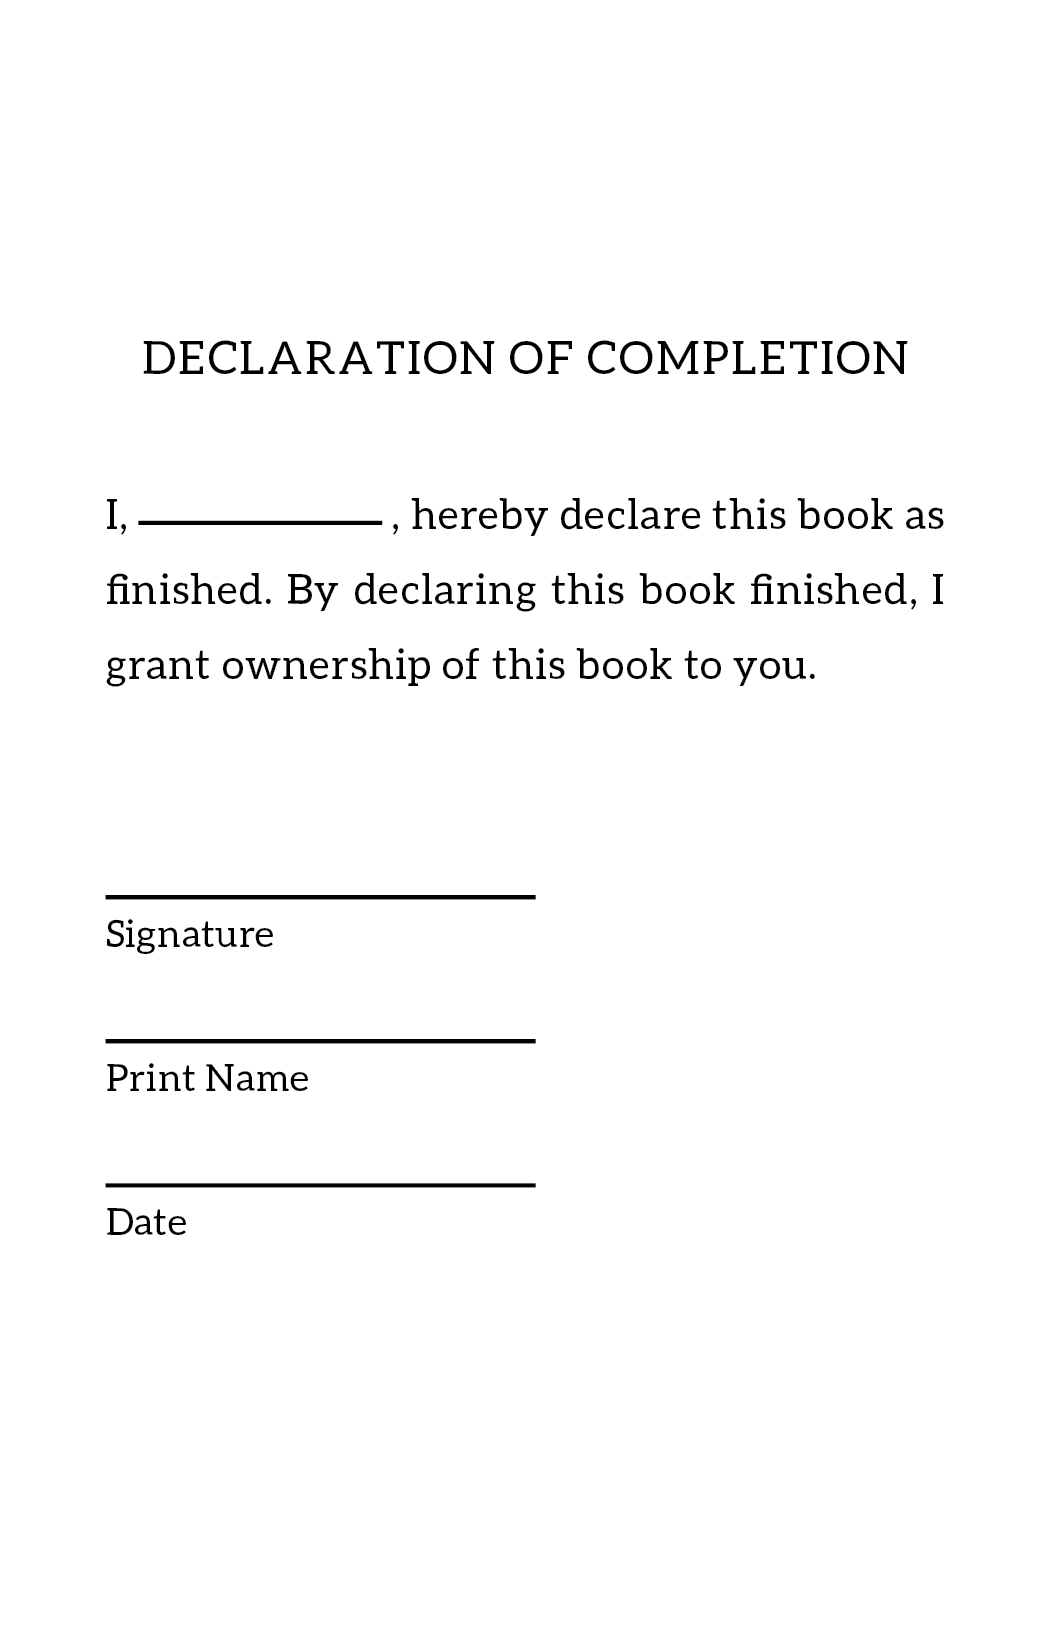 DECLARATION OF COMPLETION
I, ____________ , hereby declare this book as
finished. By declaring this book finished, I
grant ownership of this book to you.
Signature
Print Name
Date